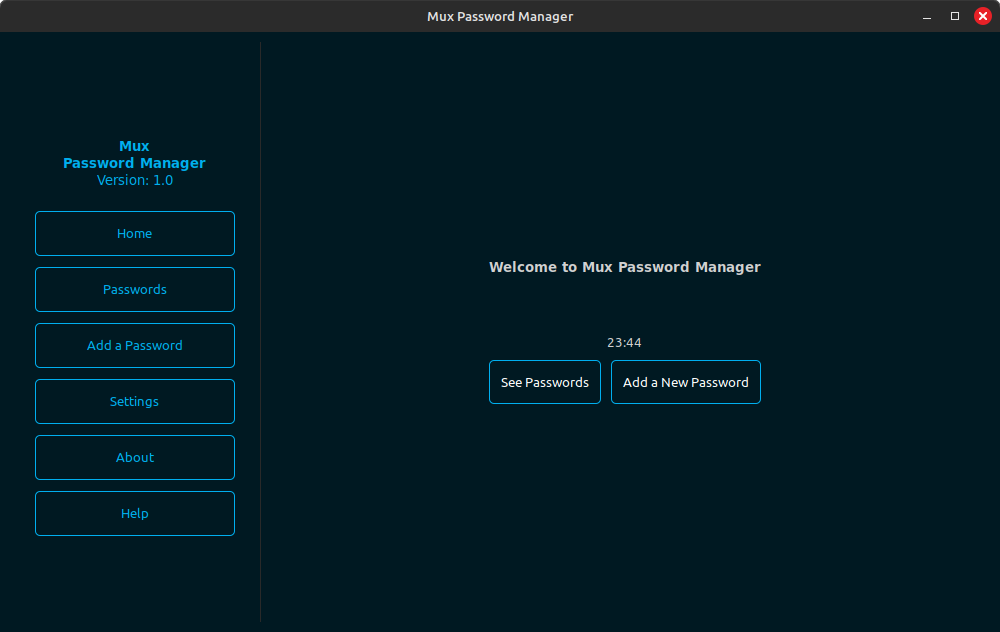 Mux Password Manager
Mux
Password Manager
Version: 1.0
Home
Passwords
Add a Password
Settings
About
Help
Welcome to Mux Password Manager
23:44
See Passwords
Add a New Password